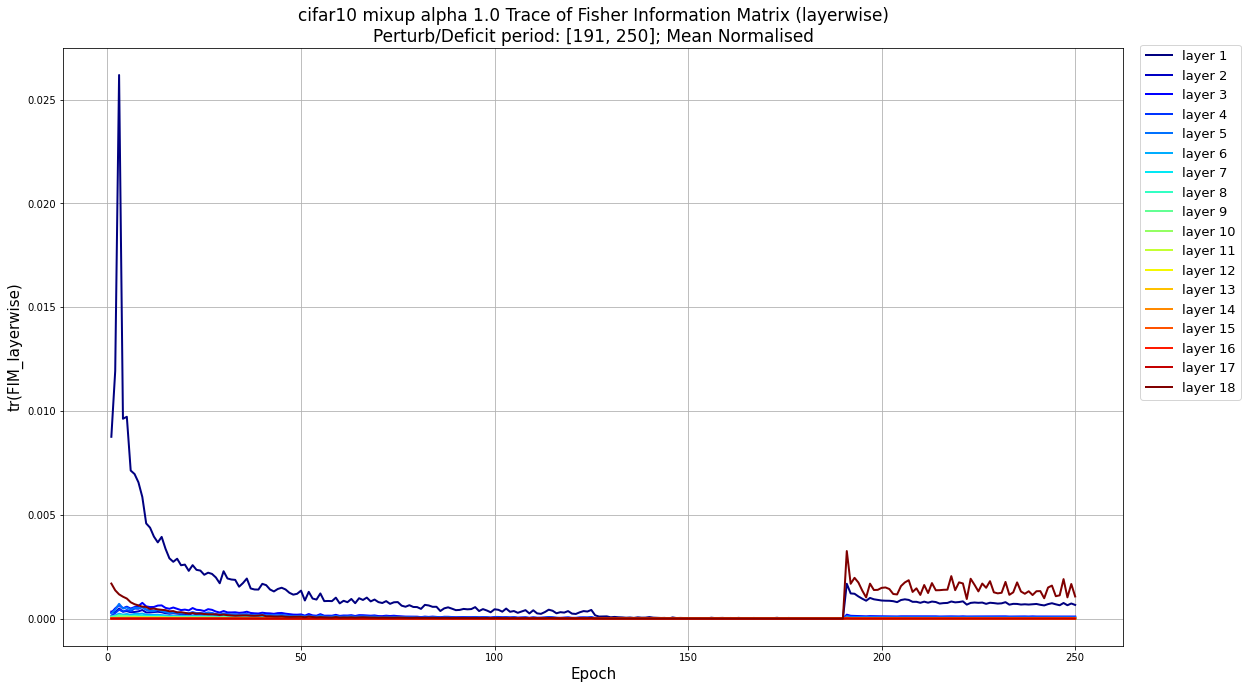 cifar10 mixup alpha 1.0 Trace of Fisher Information Matrix (layerwise)
Perturb/Deficit period: [191, 250]; Mean Normalised
tr(FIM_layerwise)
0.025
0.020
0.015
0.010
0.005
0.000
0
50
100
150
200
250
Epoch
layer 1
layer 2
layer 3
layer 4
layer 5
layer 6
layer 7
layer 8
layer 9
layer 10
layer 11
layer 12
layer 13
layer 14
layer 15
layer 16
layer 17
layer 18